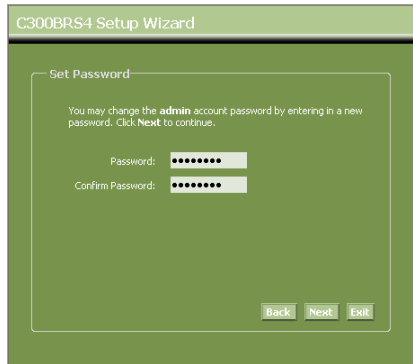 C300BRS4 Setup Wizard
Set Password
You may change the admin account password by entering in a new
password. Click Next to continue.
Password: ●●●●●●●●
Confirm Password: ●●●●●●●●
Back Next Exit